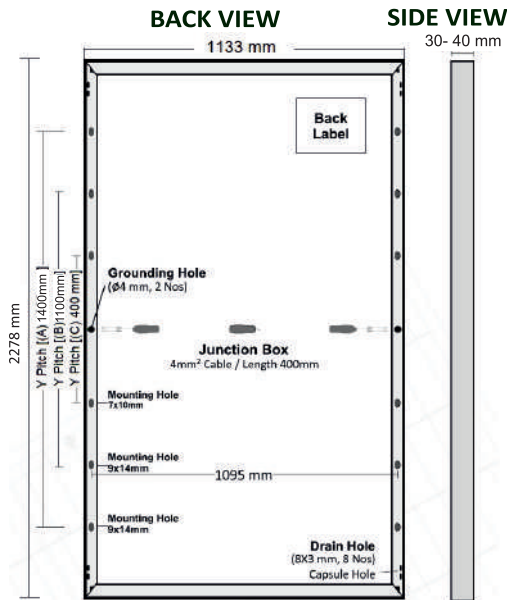 BACK VIEW
SIDE VIEW
1133 mm
30- 40 mm
Back
Label
2278 mm
Y Pitch [(A) 1400mm ]
Y Pitch [(B)1100mm]
Y Pitch [(C) 400 mm]
Grounding Hole
(Ø4 mm, 2 Nos)
Junction Box
4mm² Cable / Length 400mm
Mounting Hole
7x10mm
Mounting Hole
9x14mm
1095 mm
Mounting Hole
9x14mm
Drain Hole
(8X3 mm, 8 Nos)
Capsule Hole